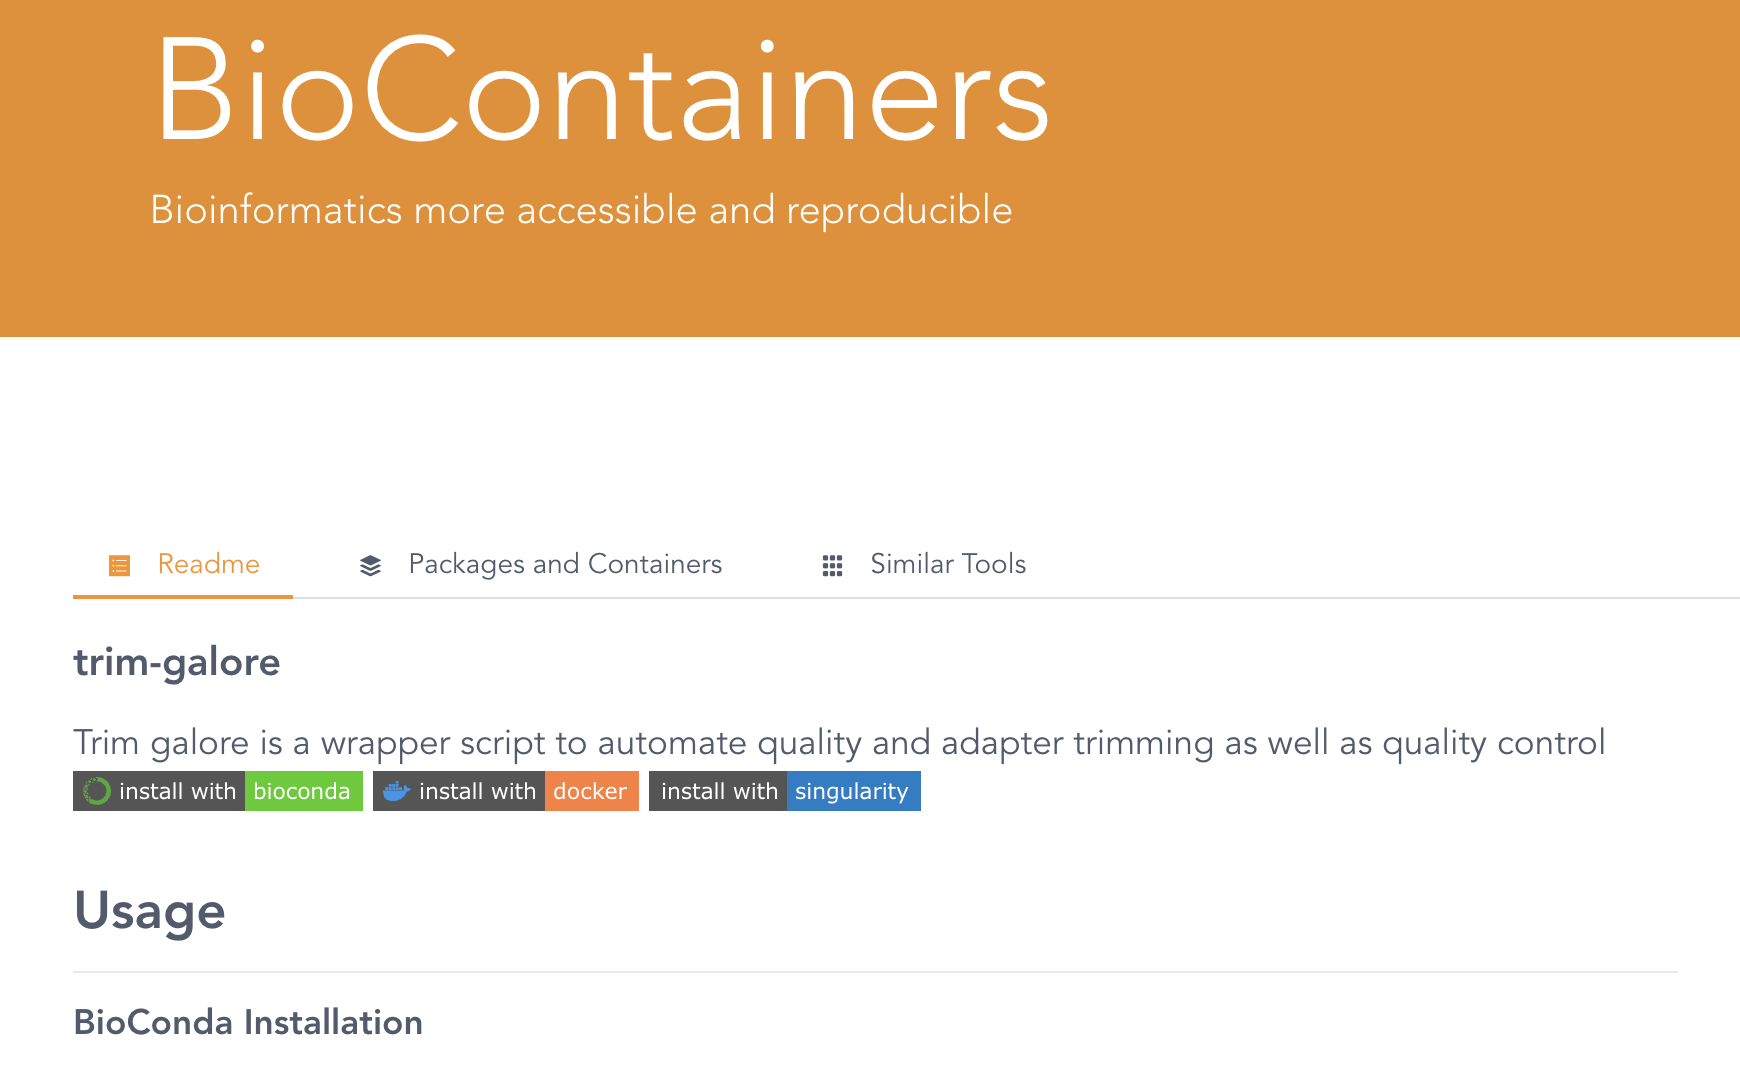 BioContainers
Bioinformatics more accessible and reproducible
Readme
Packages and Containers
Similar Tools
trim-galore
Trim galore is a wrapper script to automate quality and adapter trimming as well as quality control
install with bioconda
install with docker
install with singularity
Usage
BioConda Installation